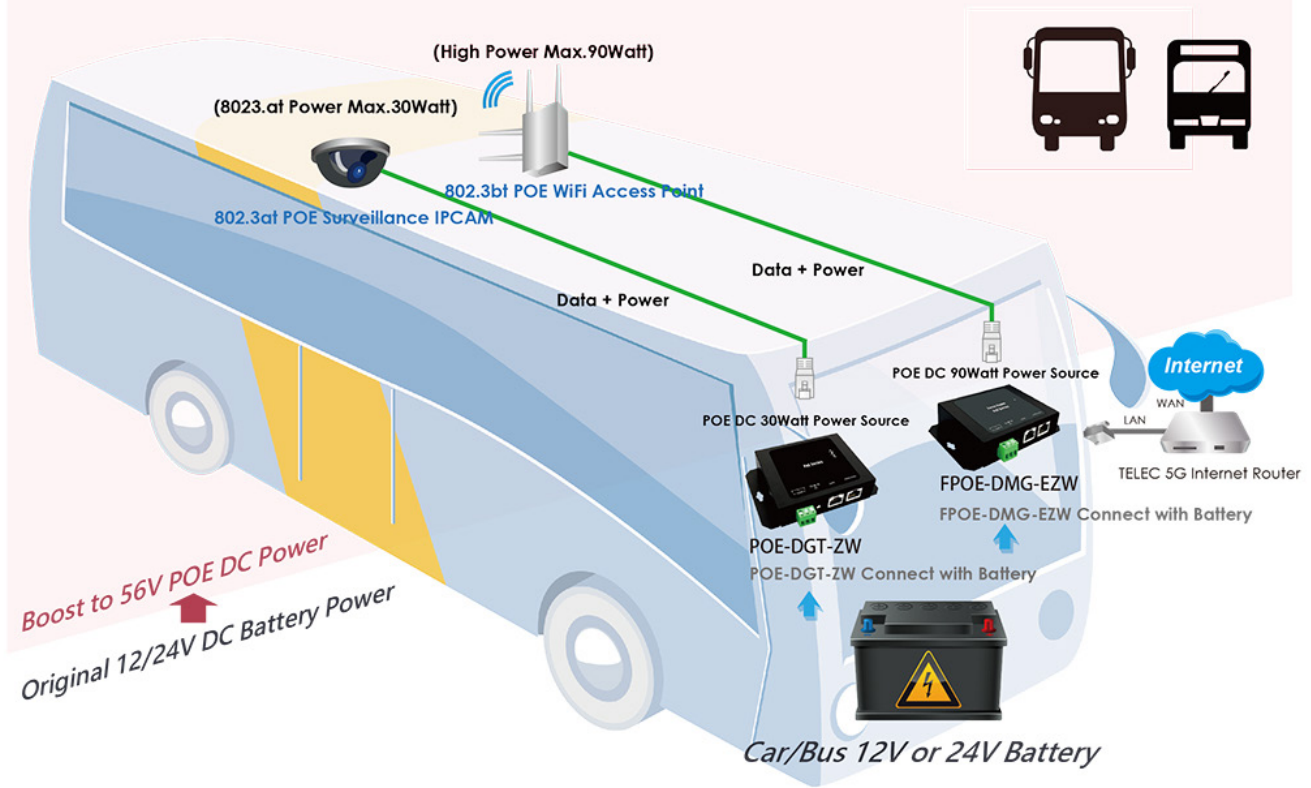 (High Power Max.90Watt)
(8023.at Power Max.30Watt)
802.3bt POE WiFi Access Point
802.3at POE Surveillance IPCAM
Data + Power
Data + Power
Internet
POE DC 90Watt Power Source
WAN
LAN
POE DC 30Watt Power Source
TELEC 5G Internet Router
FPOE-DMG-EZW
FPOE-DMG-EZW Connect with Battery
POE-DGT-ZW
POE-DGT-ZW Connect with Battery
Boost to 56V POE DC Power
Original 12/24V DC Battery Power
Car/Bus 12V or 24V Battery